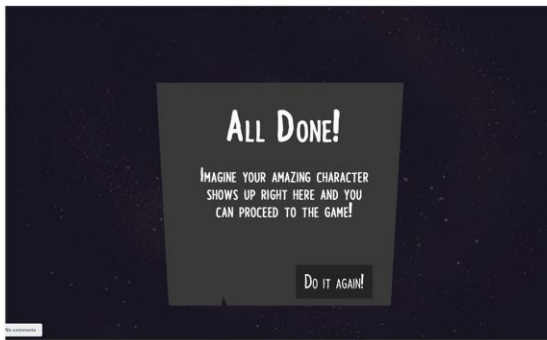 All Done!
Imagine your amazing character
shows up right here and you
can proceed to the game!
Do it again!
No comments